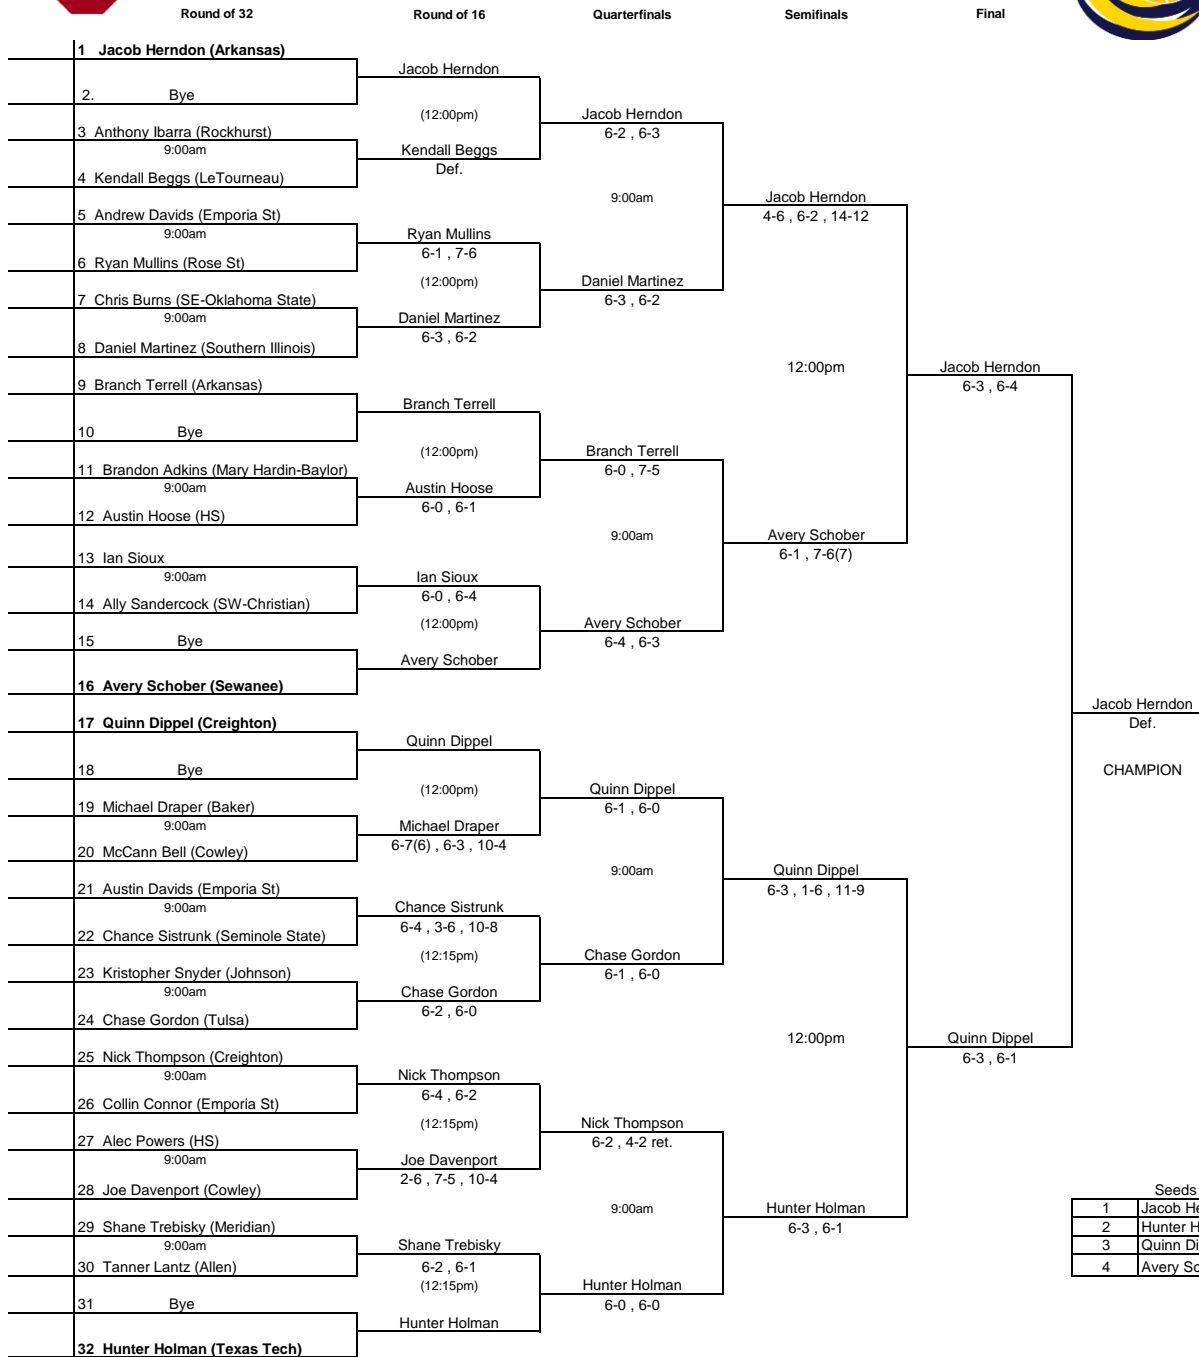 Round of 32 Round of 16 Quarterfinals Semifinals Final
1 Jacob Herndon (Arkansas)
Jacob Herndon
2. Bye
(12:00pm)
Jacob Herndon
6-2 , 6-3
3 Anthony Ibarra (Rockhurst)
9:00am
Kendall Beggs
Def.
4 Kendall Beggs (LeTourneau)
9:00am
Jacob Herndon
4-6 , 6-2 , 14-12
5 Andrew Davids (Emporia St)
9:00am
Ryan Mullins
6-1 , 7-6
6 Ryan Mullins (Rose St)
(12:00pm)
Daniel Martinez
6-3 , 6-2
7 Chris Burns (SE-Oklahoma State)
9:00am
Daniel Martinez
6-3 , 6-2
8 Daniel Martinez (Southern Illinois)
12:00pm
Jacob Herndon
6-3 , 6-4
9 Branch Terrell (Arkansas)
Branch Terrell
10 Bye
(12:00pm)
Branch Terrell
6-0 , 7-5
11 Brandon Adkins (Mary Hardin-Baylor)
9:00am
Austin Hoose
6-0 , 6-1
12 Austin Hoose (HS)
9:00am
Avery Schober
6-1 , 7-6(7)
13 Ian Sioux
9:00am
Ian Sioux
6-0 , 6-4
14 Ally Sandercock (SW-Christian)
(12:00pm)
Avery Schober
6-4 , 6-3
15 Bye
Avery Schober
16 Avery Schober (Sewanee)
Jacob Herndon
Def.
CHAMPION
17 Quinn Dippel (Creighton)
Quinn Dippel
18 Bye
(12:00pm)
Quinn Dippel
6-1 , 6-0
19 Michael Draper (Baker)
9:00am
Michael Draper
6-7(6) , 6-3 , 10-4
20 McCann Bell (Cowley)
9:00am
Quinn Dippel
6-3 , 1-6 , 11-9
21 Austin Davids (Emporia St)
9:00am
Chance Sistrunk
6-4 , 3-6 , 10-8
22 Chance Sistrunk (Seminole State)
(12:15pm)
Chase Gordon
6-1 , 6-0
23 Kristopher Snyder (Johnson)
9:00am
Chase Gordon
6-2 , 6-0
24 Chase Gordon (Tulsa)
12:00pm
Quinn Dippel
6-3 , 6-1
25 Nick Thompson (Creighton)
9:00am
Nick Thompson
6-4 , 6-2
26 Collin Connor (Emporia St)
(12:15pm)
Nick Thompson
6-2 , 4-2 ret.
27 Alec Powers (HS)
9:00am
Joe Davenport
2-6 , 7-5 , 10-4
28 Joe Davenport (Cowley)
9:00am
Hunter Holman
6-3 , 6-1
29 Shane Trebisky (Meridian)
9:00am
Shane Trebisky
6-2 , 6-1
30 Tanner Lantz (Allen)
(12:15pm)
Hunter Holman
6-0 , 6-0
31 Bye
Hunter Holman
32 Hunter Holman (Texas Tech)
Seeds
1 Jacob He
2 Hunter H
3 Quinn Di
4 Avery Sc